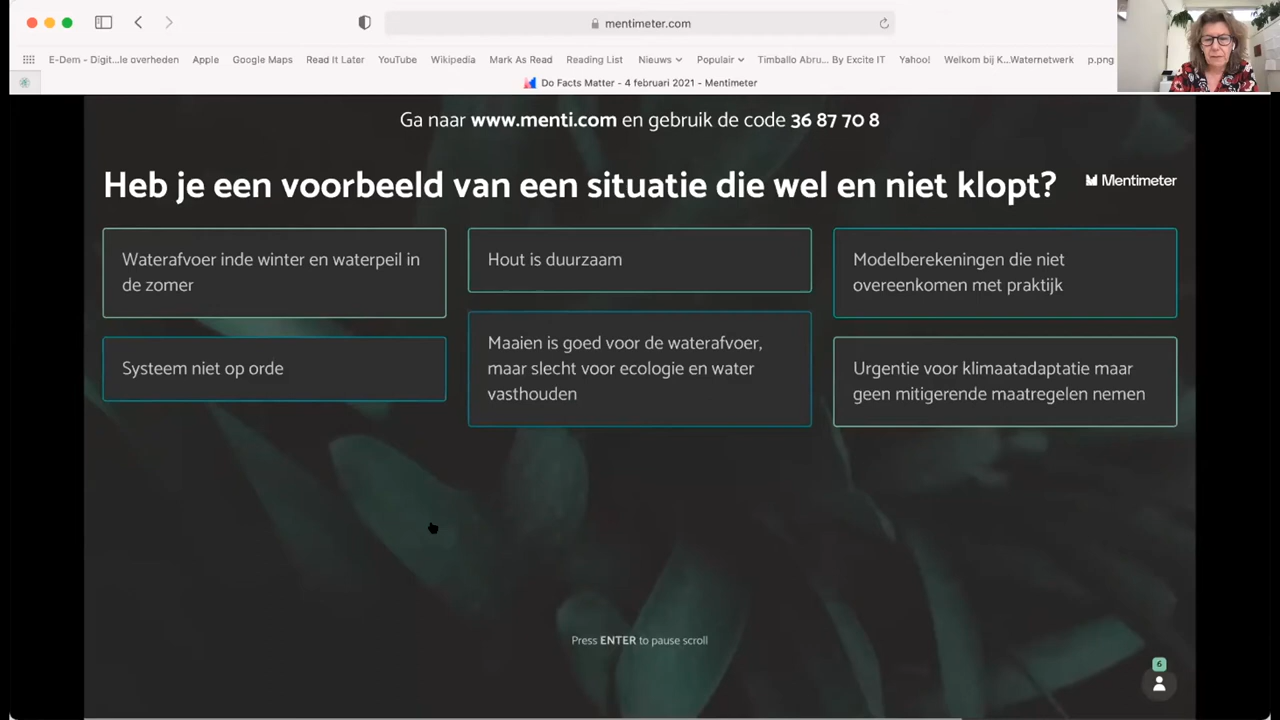 mentimeter.com
E-Dem - Digit...le overheden Apple Google Maps Read It Later YouTube Wikipedia Mark As Read Reading List Nieuws Populair Timballo Abru... By Excite IT Yahoo! Welkom bij K...Waternetwerk p.png
Do Facts Matter - 4 februari 2021 - Mentimeter
Ga naar www.menti.com en gebruik de code 36 87 70 8
Heb je een voorbeeld van een situatie die wel en niet klopt?
Mentimeter
Waterafvoer inde winter en waterpeil in
de zomer
Systeem niet op orde
Hout is duurzaam
Maaien is goed voor de waterafvoer,
maar slecht voor ecologie en water
vasthouden
Modelberekeningen die niet
overeenkomen met praktijk
Urgentie voor klimaatadaptatie maar
geen mitigerende maatregelen nemen
Press ENTER to pause scroll
6